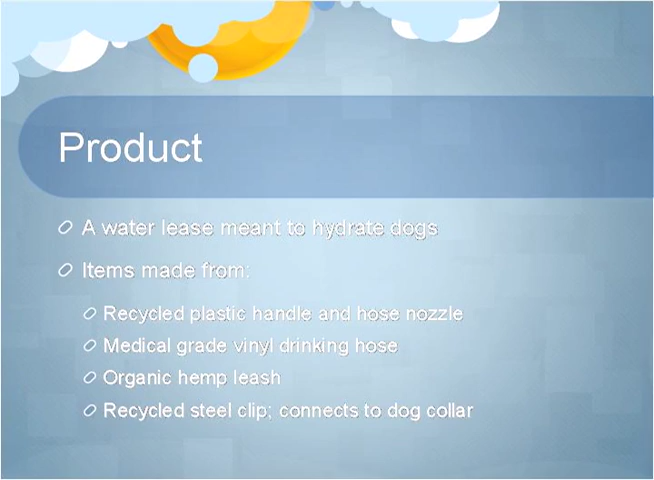 Product
A water lease meant to hydrate dogs
Items made from:
Recycled plastic handle and hose nozzle
Medical grade vinyl drinking hose
Organic hemp leash
Recycled steel clip; connects to dog collar